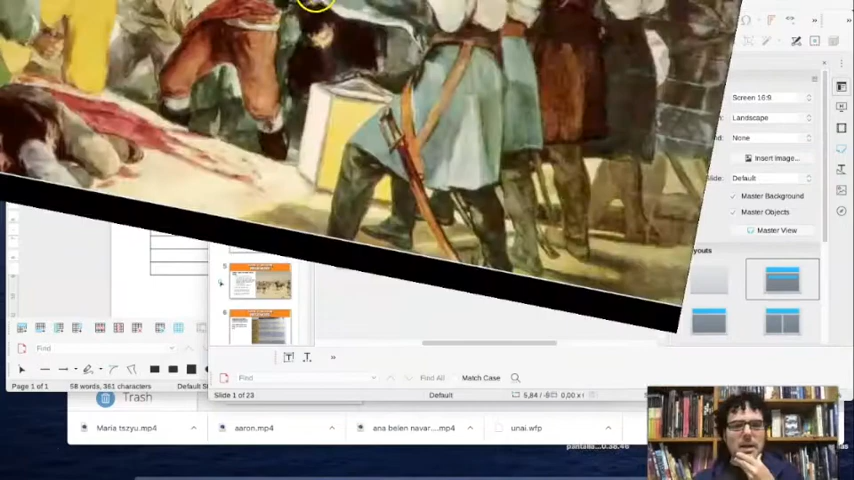 Screen 16:9
Landscape
None
Insert Image...
Slide:
Default
Master Background
Master Objects
Master View
youts
5
6
Find
Find
Find All
Match Case
Page 1 of 1
58 words, 361 characters
Slide 1 of 23
Default
Trash
Maria tszyu.mp4
aaron.mp4
ana belen navar....mp4
unai.wfp